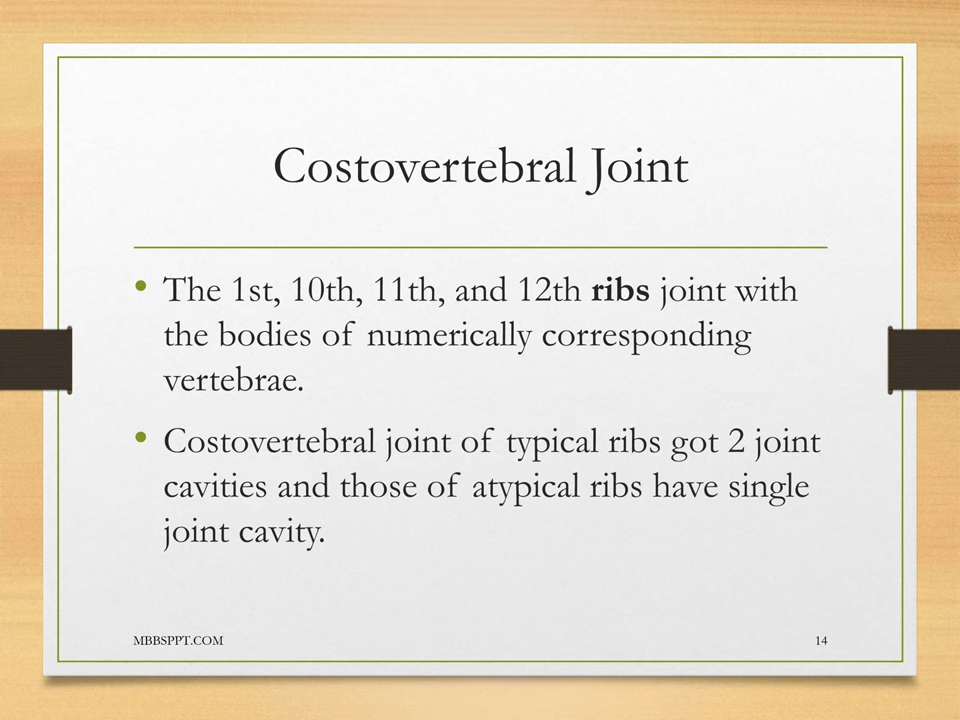 Costovertebral Joint
• The 1st, 10th, 11th, and 12th ribs joint with
the bodies of numerically corresponding
vertebrae.
• Costovertebral joint of typical ribs got 2 joint
cavities and those of atypical ribs have single
joint cavity.
MBBSPPT.COM 14